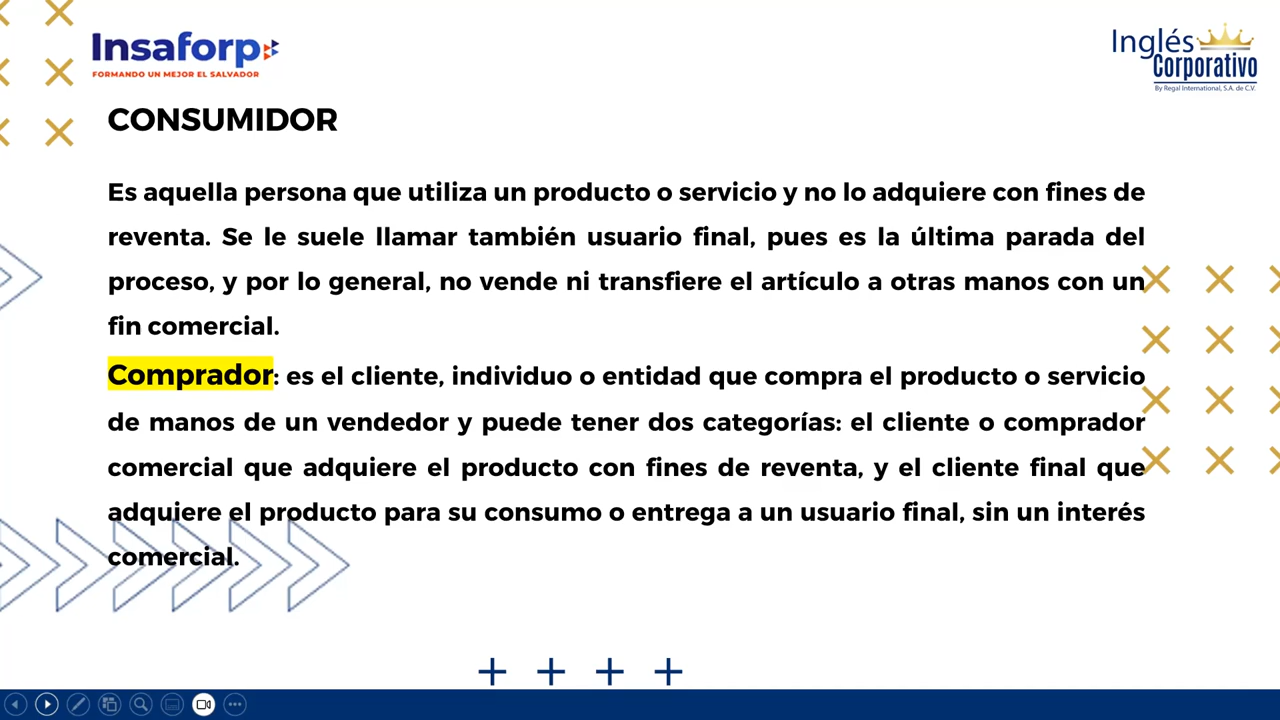 Insaforp
FORMANDO UN MEJOR EL SALVADOR
Inglés
Corporativo
By Regal International, S.A. de C.V.
CONSUMIDOR
Es aquella persona que utiliza un producto o servicio y no lo adquiere con fines de
reventa. Se le suele llamar también usuario final, pues es la última parada del
proceso, y por lo general, no vende ni transfiere el artículo a otras manos con un
fin comercial.
Comprador: es el cliente, individuo o entidad que compra el producto o servicio
de manos de un vendedor y puede tener dos categorías: el cliente o comprador
comercial que adquiere el producto con fines de reventa, y el cliente final que
adquiere el producto para su consumo o entrega a un usuario final, sin un interés
comercial.